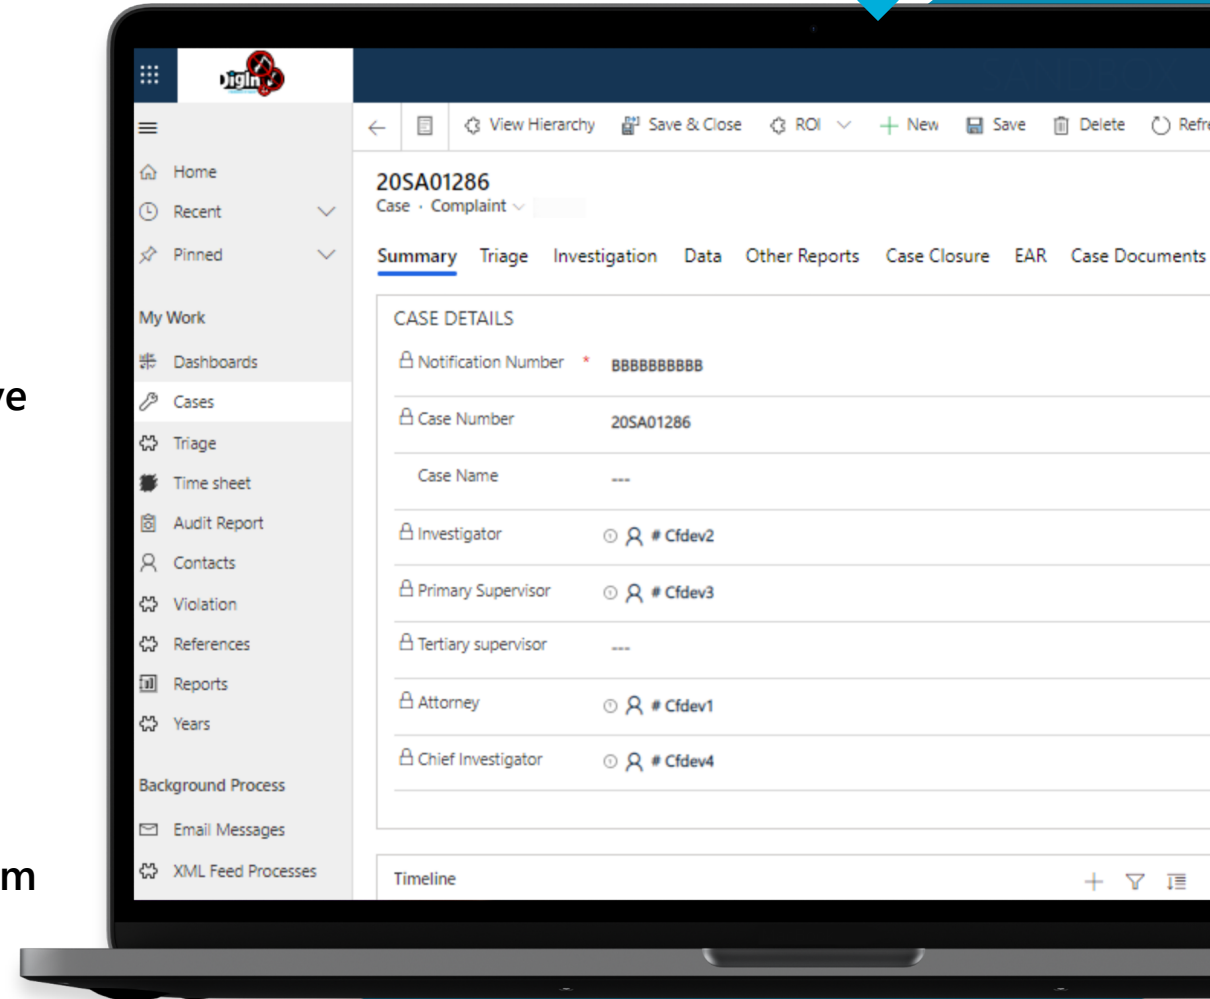 DigIn
View Hierarchy Save & Close ROI New Save Delete Refre
Home
Recent
Pinned
My Work
Dashboards
Cases
Triage
Time sheet
Audit Report
Contacts
Violation
References
Reports
Years
Background Process
Email Messages
XML Feed Processes
20SA01286
Case · Complaint
Summary Triage Investigation Data Other Reports Case Closure EAR Case Documents
CASE DETAILS
Notification Number * BBBBBBBBBB
Case Number 20SA01286
Case Name ---
Investigator # Cfdev2
Primary Supervisor # Cfdev3
Tertiary supervisor ---
Attorney # Cfdev1
Chief Investigator # Cfdev4
Timeline
m